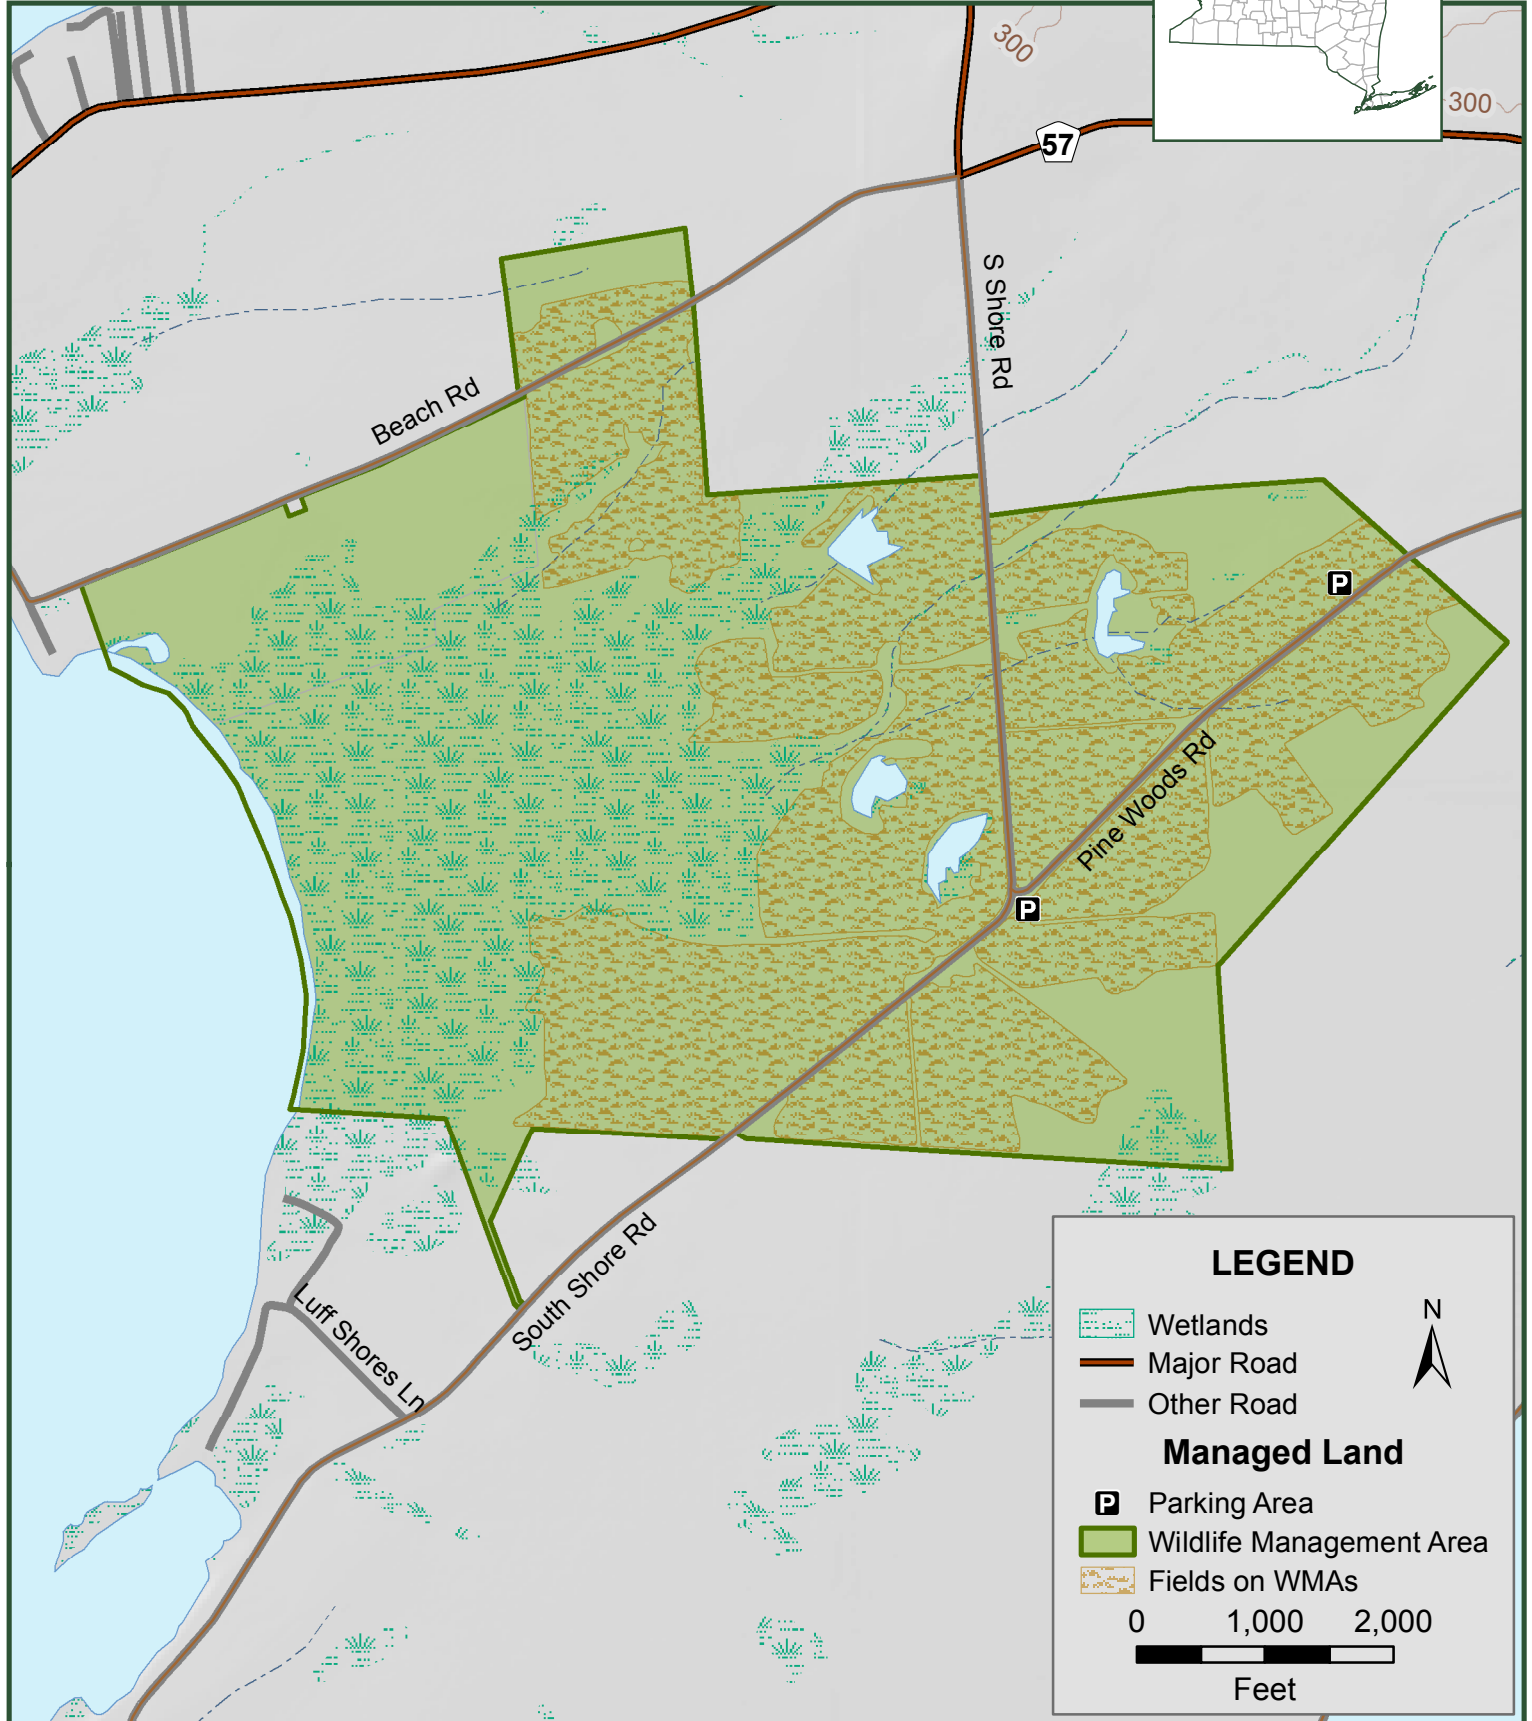 300
300
57
S Shore Rd
Beach Rd
P
Pine Woods Rd
P
South Shore Rd
Luff Shores Ln
LEGEND
N
Wetlands
Major Road
Other Road
Managed Land
P Parking Area
Wildlife Management Area
Fields on WMAs
0 1,000 2,000
Feet